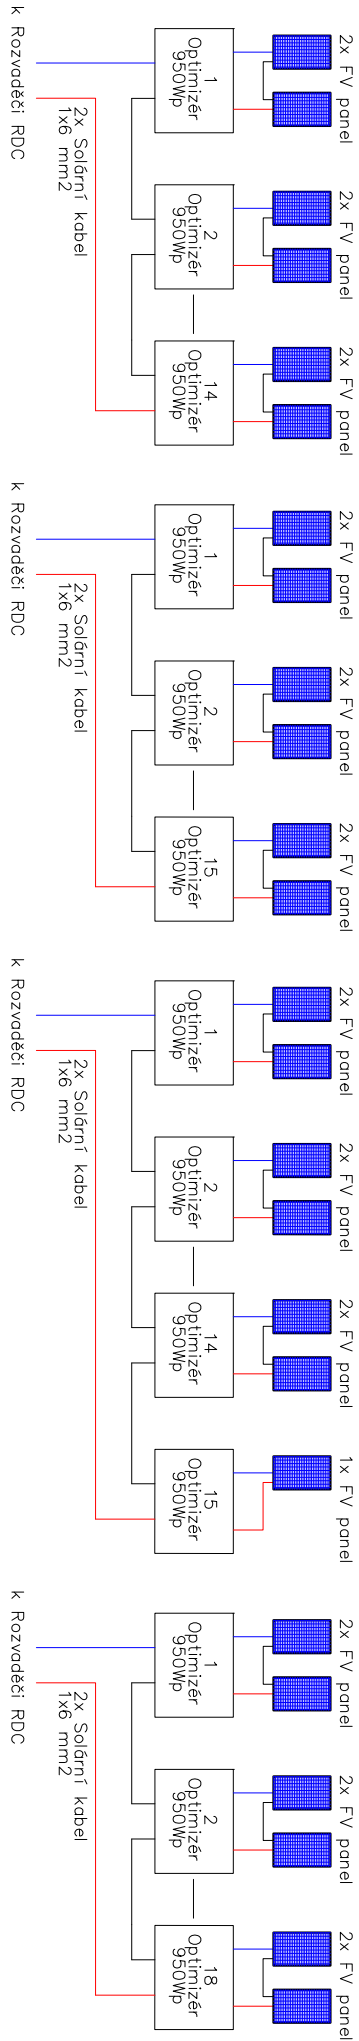 2x FV panel
2x FV panel
2x FV panel
1
Optimizér
950Wp
2
Optimizér
950Wp
14
Optimizér
950Wp
2x Solární kabel
1x6 mm2
k Rozvaděči RDC
2x FV panel
2x FV panel
2x FV panel
1
Optimizér
950Wp
2
Optimizér
950Wp
15
Optimizér
950Wp
2x Solární kabel
1x6 mm2
k Rozvaděči RDC
2x FV panel
2x FV panel
2x FV panel
1x FV panel
1
Optimizér
950Wp
2
Optimizér
950Wp
14
Optimizér
950Wp
15
Optimizér
950Wp
2x Solární kabel
1x6 mm2
k Rozvaděči RDC
2x FV panel
2x FV panel
2x FV panel
1
Optimizér
950Wp
2
Optimizér
950Wp
18
Optimizér
950Wp
2x Solární kabel
1x6 mm2
k Rozvaděči RDC